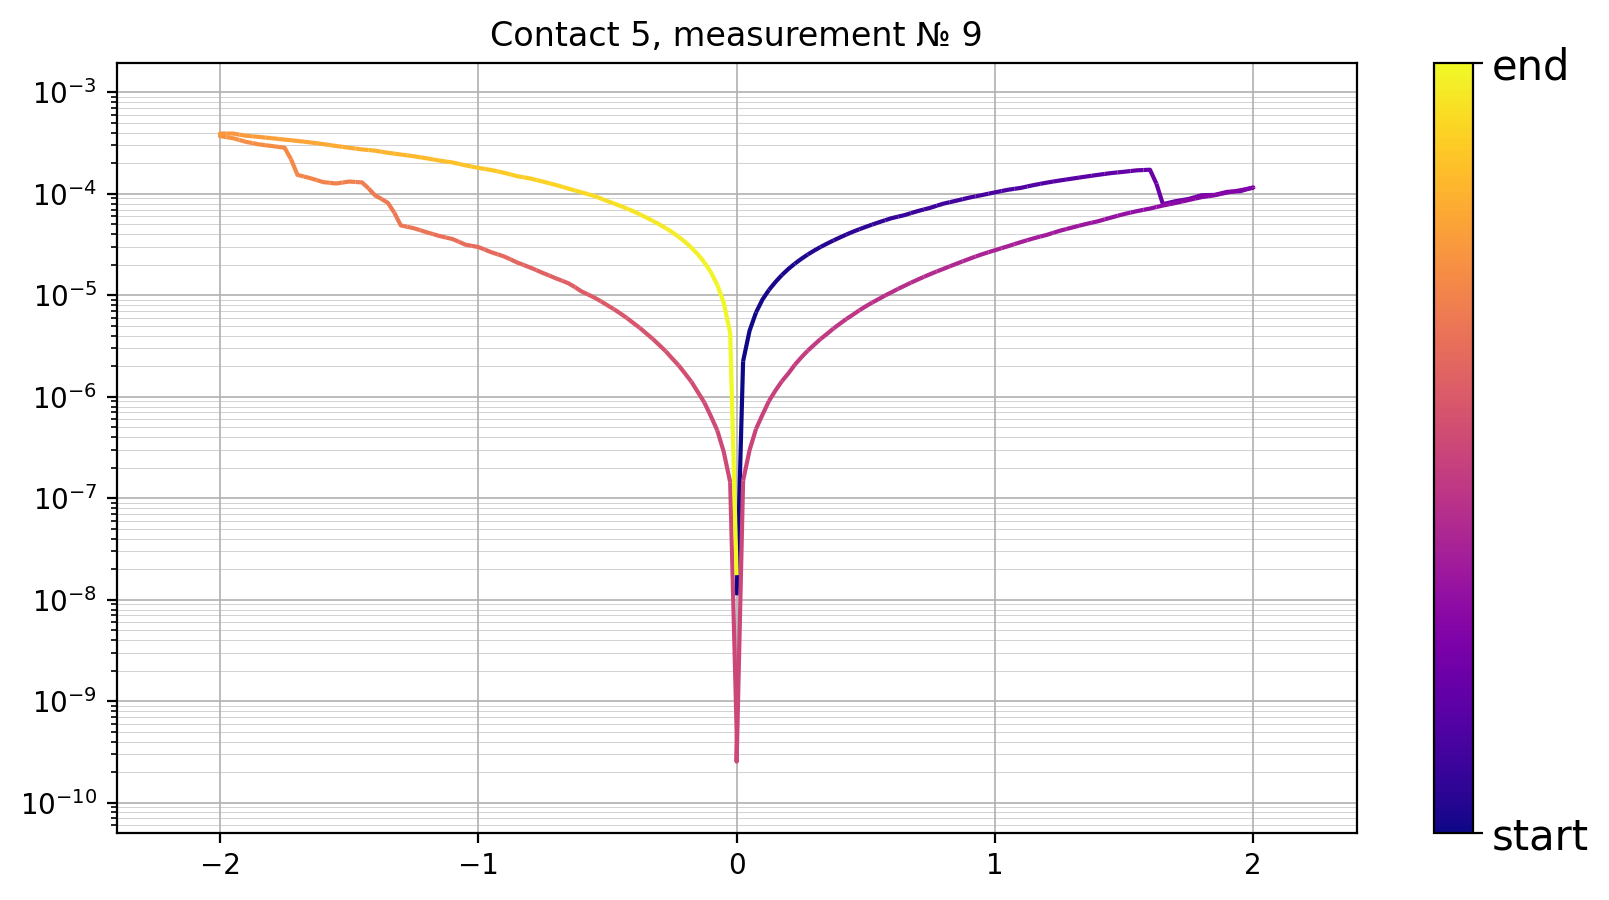 Contact 5, measurement № 9
10⁻³
10⁻⁴
10⁻⁵
10⁻⁶
10⁻⁷
10⁻⁸
10⁻⁹
10⁻¹⁰
−2 −1 0 1 2
end
start